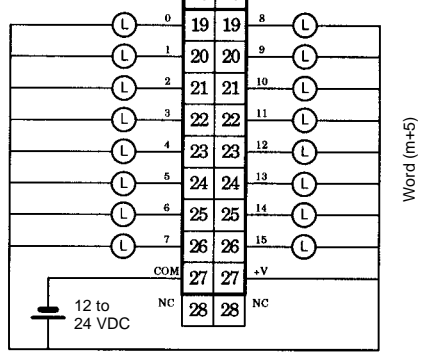 L 0 19 19 8 L
L 1 20 20 9 L
L 2 21 21 10 L
L 3 22 22 11 L
L 4 23 23 12 L
L 5 24 24 13 L
L 6 25 25 14 L
L 7 26 26 15 L
COM 27 27 +V
NC 28 28 NC
12 to
24 VDC
Word (m+5)